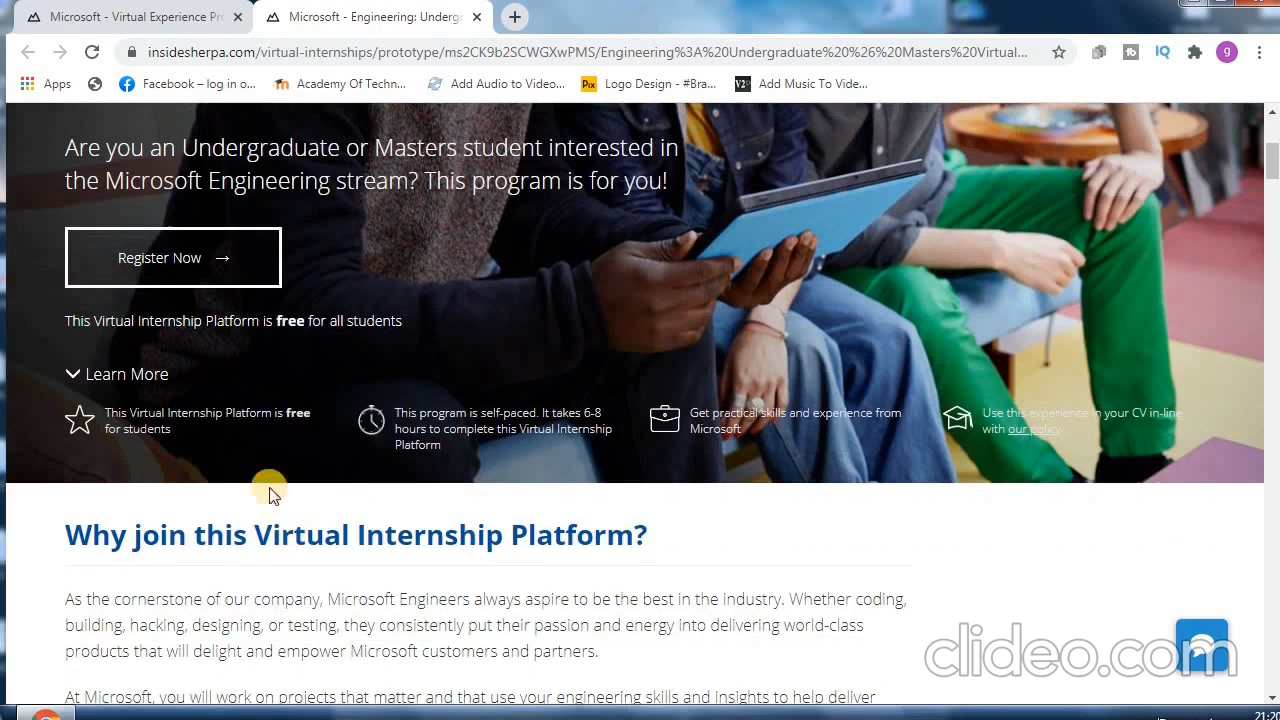 Microsoft - Virtual Experience Pr
Microsoft - Engineering: Underg
insidesherpa.com/virtual-internships/prototype/ms2CK9b2SCWGXwPMS/Engineering%3A%20Undergraduate%20%26%20Masters%20Virtual...
g
Apps
Facebook – log in o...
Academy Of Techn...
Add Audio to Video...
Pix
Logo Design - #Bra...
Add Music To Vide...
Are you an Undergraduate or Masters student interested in
the Microsoft Engineering stream? This program is for you!
Register Now →
This Virtual Internship Platform is free for all students
Learn More
This Virtual Internship Platform is free
for students
This program is self-paced. It takes 6-8
hours to complete this Virtual Internship
Platform
Get practical skills and experience from
Microsoft
Use this experience in your CV in-line
with our policy
Why join this Virtual Internship Platform?
As the cornerstone of our company, Microsoft Engineers always aspire to be the best in the industry. Whether coding,
building, hacking, designing, or testing, they consistently put their passion and energy into delivering world-class
products that will delight and empower Microsoft customers and partners.
At Microsoft, you will work on projects that matter and that use your engineering skills and insights to help deliver
clideo.com
21:20